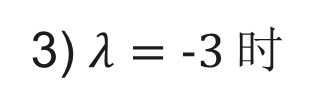 3) λ = -3 时